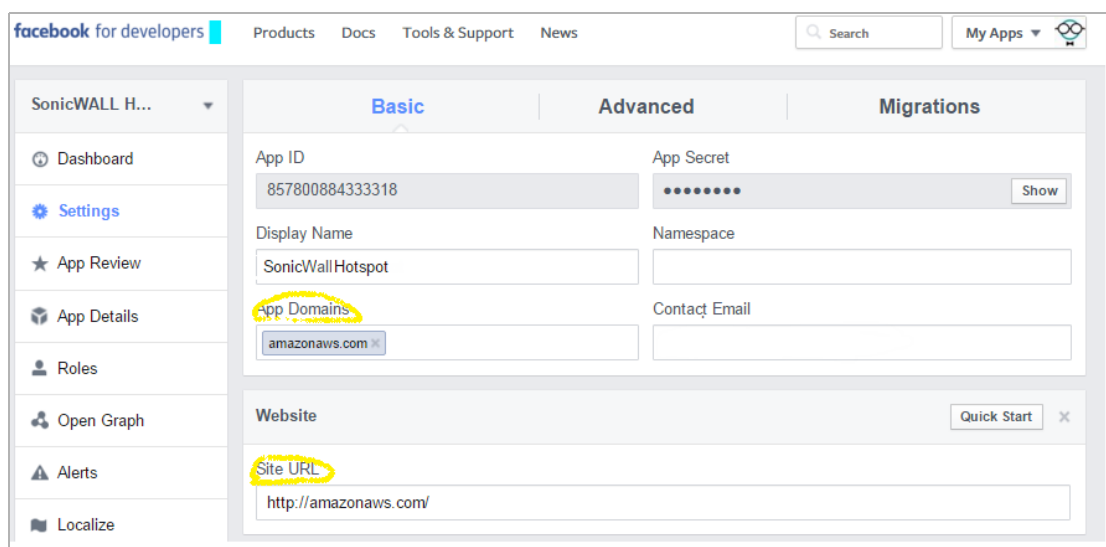 facebook for developers Products Docs Tools & Support News Search My Apps
SonicWALL H... Basic Advanced Migrations
Dashboard
Settings
App Review
App Details
Roles
Open Graph
Alerts
Localize
App ID App Secret
857800884333318 •••••••• Show
Display Name Namespace
SonicWall Hotspot
App Domains Contact Email
amazonaws.com ×
Website Quick Start ×
Site URL
http://amazonaws.com/